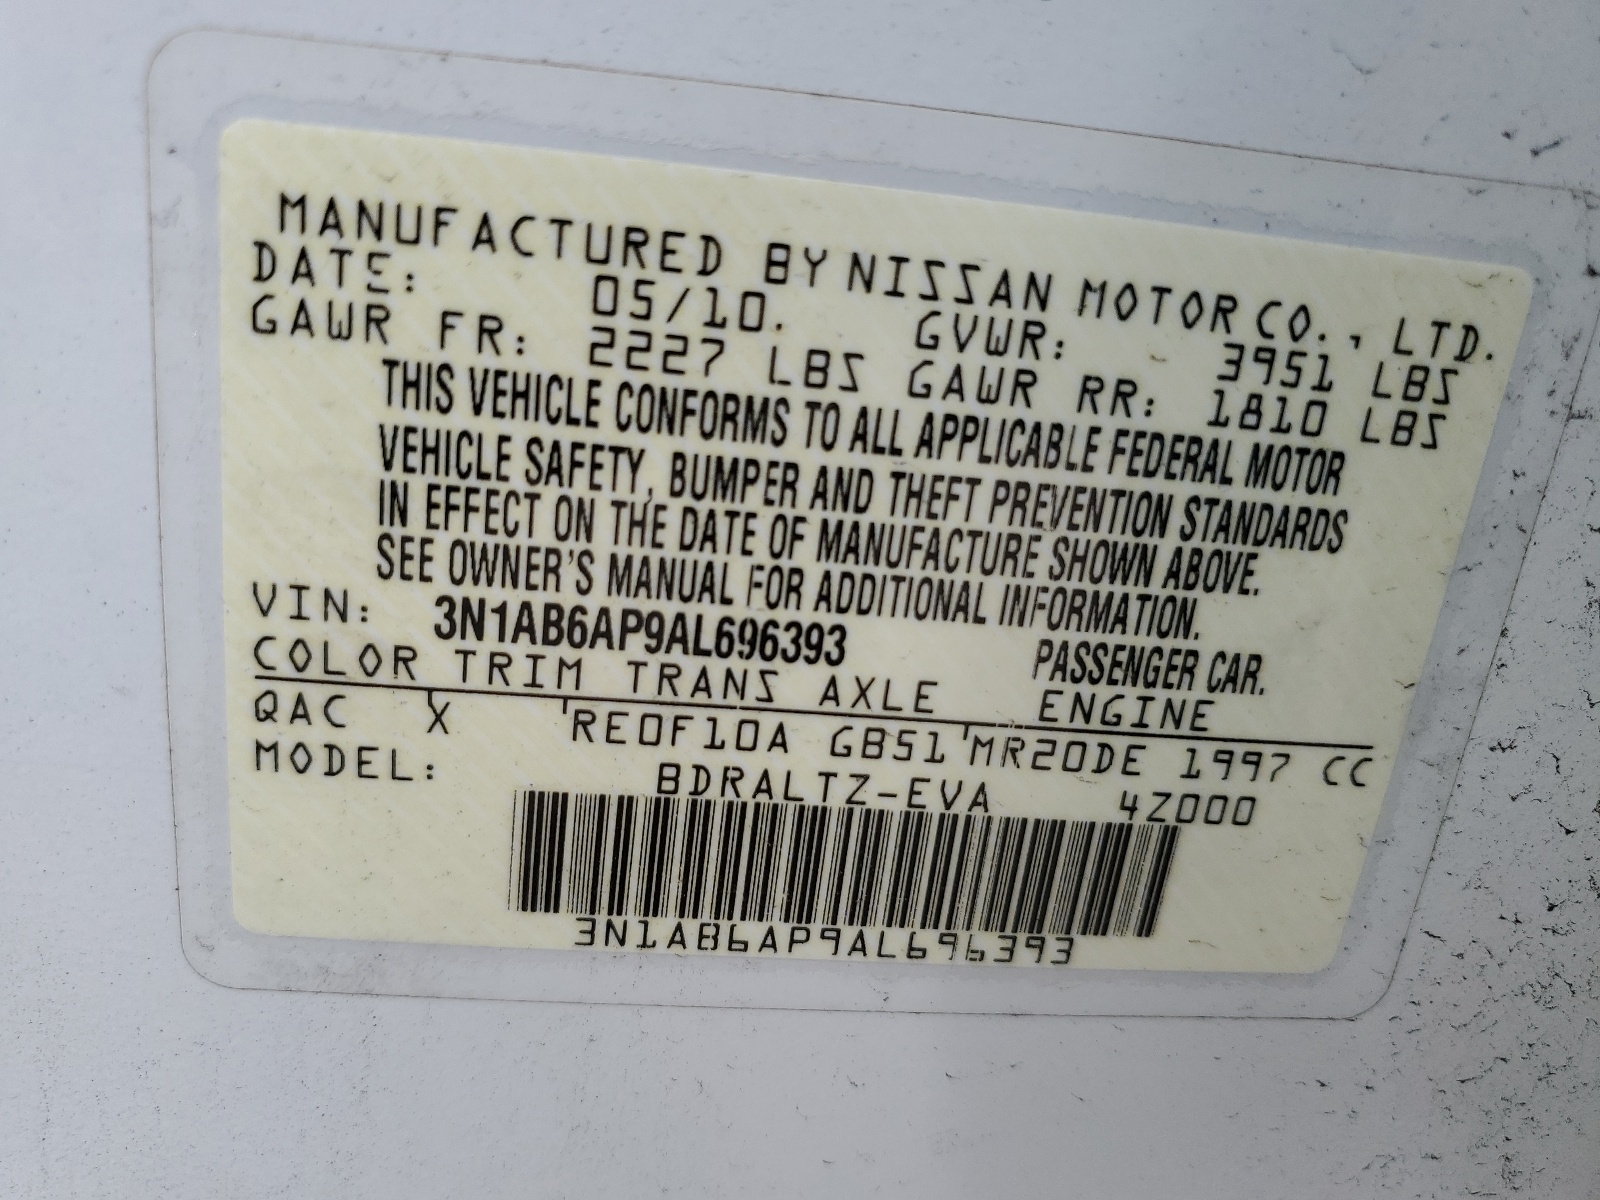 MANUFACTURED BY NISSAN MOTOR CO., LTD.
DATE: 05/10. GVWR: 3951 LBS
GAWR FR: 2227 LBS GAWR RR: 1810 LBS
THIS VEHICLE CONFORMS TO ALL APPLICABLE FEDERAL MOTOR
VEHICLE SAFETY, BUMPER AND THEFT PREVENTION STANDARDS
IN EFFECT ON THE DATE OF MANUFACTURE SHOWN ABOVE.
SEE OWNER'S MANUAL FOR ADDITIONAL INFORMATION.
VIN: 3N1AB6AP9AL696393 PASSENGER CAR.
COLOR TRIM TRANS AXLE ENGINE
QAC X RE0F10A GB51 MR20DE 1997 CC
MODEL: BDRALTZ-EVA 4Z000
3N1AB6AP9AL696393